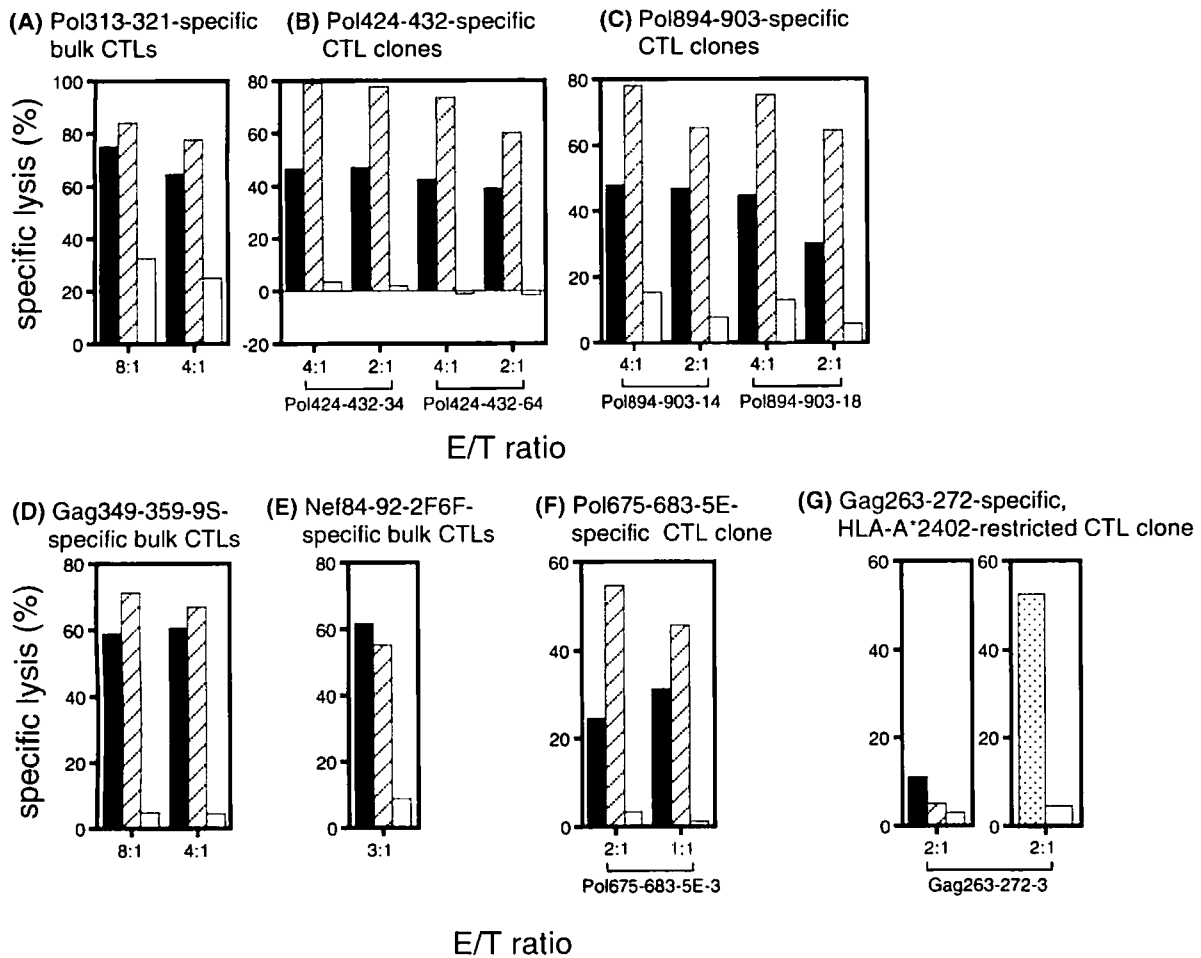 (A) Pol313-321-specific
bulk CTLs
(B) Pol424-432-specific
CTL clones
(C) Pol894-903-specific
CTL clones
specific lysis (%)
100
80
60
40
20
0
8:1 4:1
80
60
40
20
0
-20
4:1 2:1 4:1 2:1
Pol424-432-34 Pol424-432-64
80
60
40
20
0
4:1 2:1 4:1 2:1
Pol894-903-14 Pol894-903-18
E/T ratio
(D) Gag349-359-9S-
specific bulk CTLs
(E) Nef84-92-2F6F-
specific bulk CTLs
(F) Pol675-683-5E-
specific CTL clone
(G) Gag263-272-specific,
HLA-A*2402-restricted CTL clone
specific lysis (%)
80
60
40
20
0
8:1 4:1
80
60
40
20
0
3:1
60
40
20
0
2:1 1:1
Pol675-683-5E-3
60
40
20
0
2:1
60
40
20
0
2:1
Gag263-272-3
E/T ratio